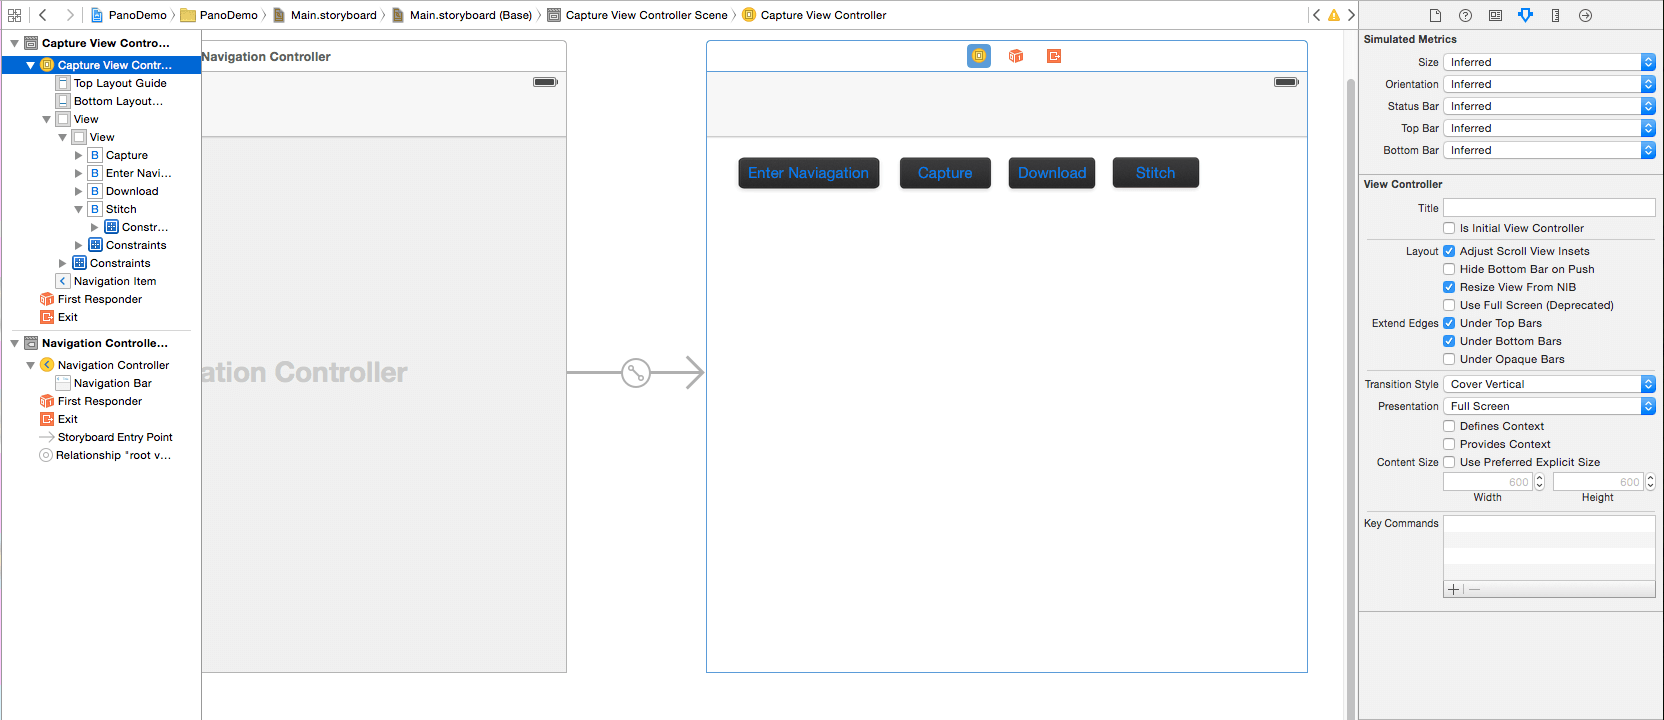 PanoDemo PanoDemo Main.storyboard Main.storyboard (Base) Capture View Controller Scene Capture View Controller
Capture View Contro...
Capture View Contr...
Top Layout Guide
Bottom Layout...
View
View
Capture
Enter Navi...
Download
Stitch
Constr...
Constraints
Constraints
Navigation Item
First Responder
Exit
Navigation Controlle...
Navigation Controller
Navigation Bar
First Responder
Exit
Storyboard Entry Point
Relationship "root v...
Navigation Controller
ation Controller
Enter Naviagation Capture Download Stitch
Simulated Metrics
Size Inferred
Orientation Inferred
Status Bar Inferred
Top Bar Inferred
Bottom Bar Inferred
View Controller
Title
Is Initial View Controller
Layout Adjust Scroll View Insets
Hide Bottom Bar on Push
Resize View From NIB
Use Full Screen (Deprecated)
Extend Edges Under Top Bars
Under Bottom Bars
Under Opaque Bars
Transition Style Cover Vertical
Presentation Full Screen
Defines Context
Provides Context
Content Size Use Preferred Explicit Size
600 600
Width Height
Key Commands